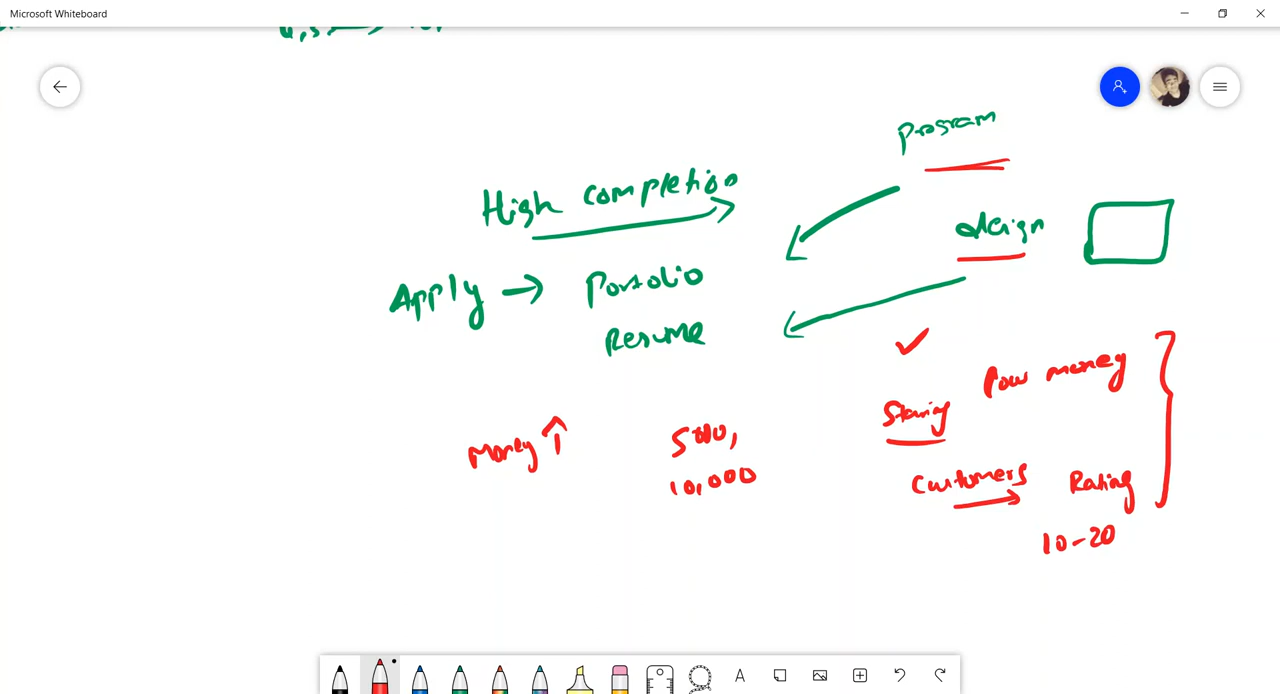 Microsoft Whiteboard
program
High completion
design
Apply → Portfolio
Resume
low money
Money ↑
5000,
10,000
Customers
Rating
10-20